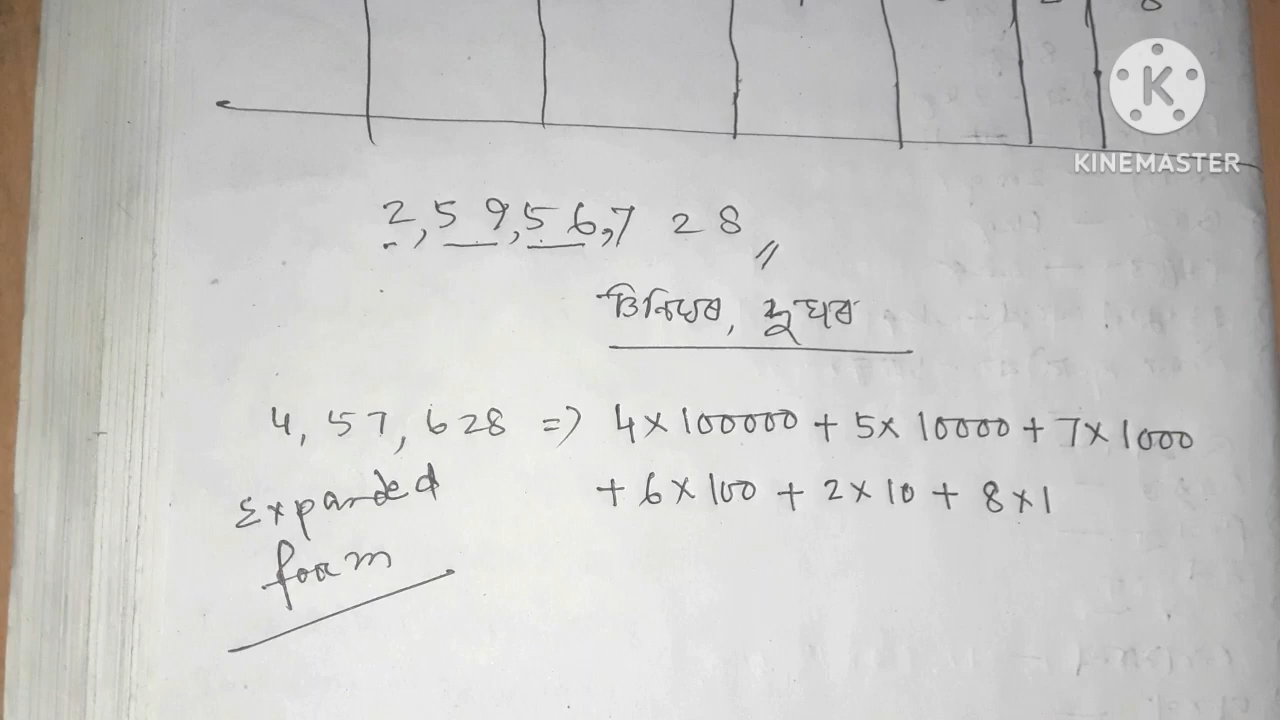 8
KINEMASTER
2,59,56,728
4,57,628 => 4×100000 + 5×10000 + 7×1000
+ 6×100 + 2×10 + 8×1
Expanded
form